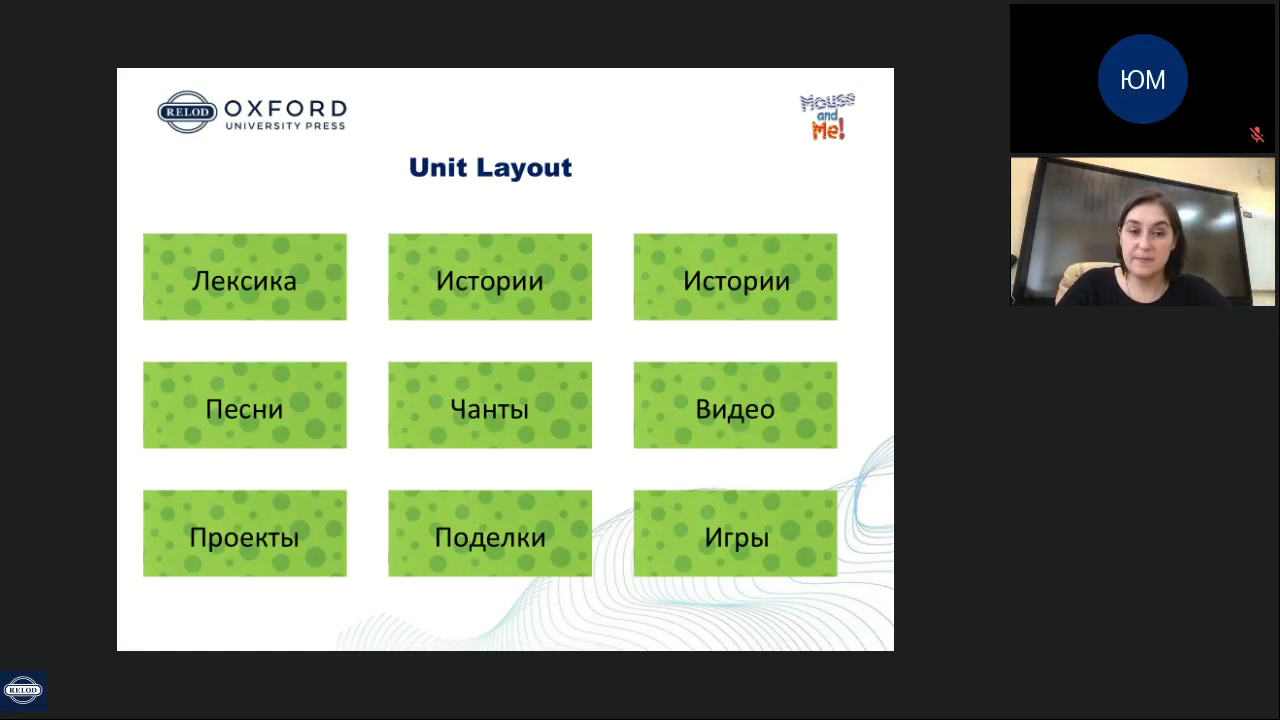 RELOD OXFORD
UNIVERSITY PRESS
Mouse
and
Me!
Unit Layout
Лексика
Истории
Истории
Песни
Чанты
Видео
Проекты
Поделки
Игры
ЮМ
RELOD